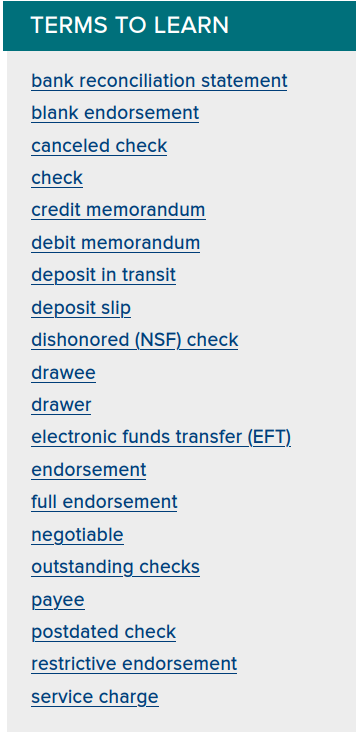 TERMS TO LEARN
bank reconciliation statement
blank endorsement
canceled check
check
credit memorandum
debit memorandum
deposit in transit
deposit slip
dishonored (NSF) check
drawee
drawer
electronic funds transfer (EFT)
endorsement
full endorsement
negotiable
outstanding checks
payee
postdated check
restrictive endorsement
service charge